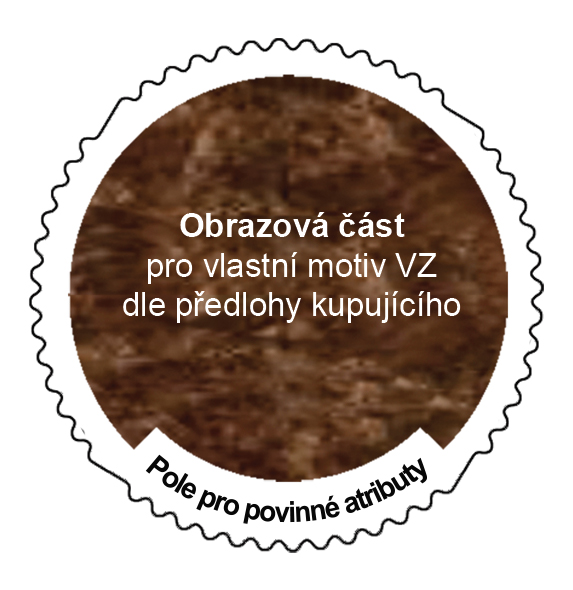 Obrazová část
pro vlastní motiv VZ
dle předlohy kupujícího
Pole pro povinné atributy